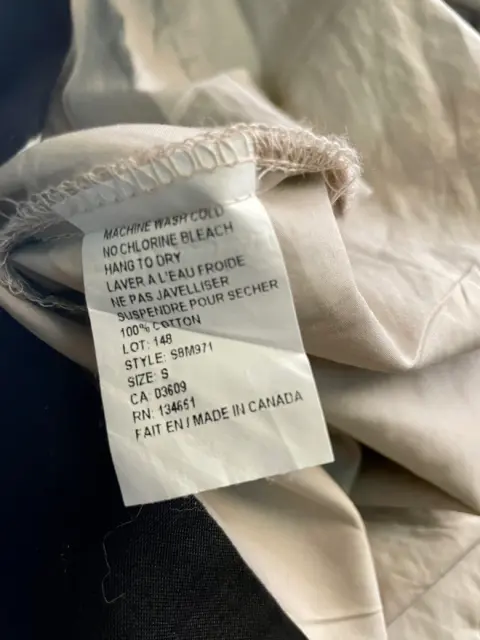 MACHINE WASH COLD
NO CHLORINE BLEACH
HANG TO DRY
LAVER A L'EAU FROIDE
NE PAS JAVELLISER
SUSPENDRE POUR SECHER
100% COTTON
LOT: 148
STYLE: S8M971
SIZE: S
CA: 03609
RN: 134651
FAIT EN / MADE IN CANADA